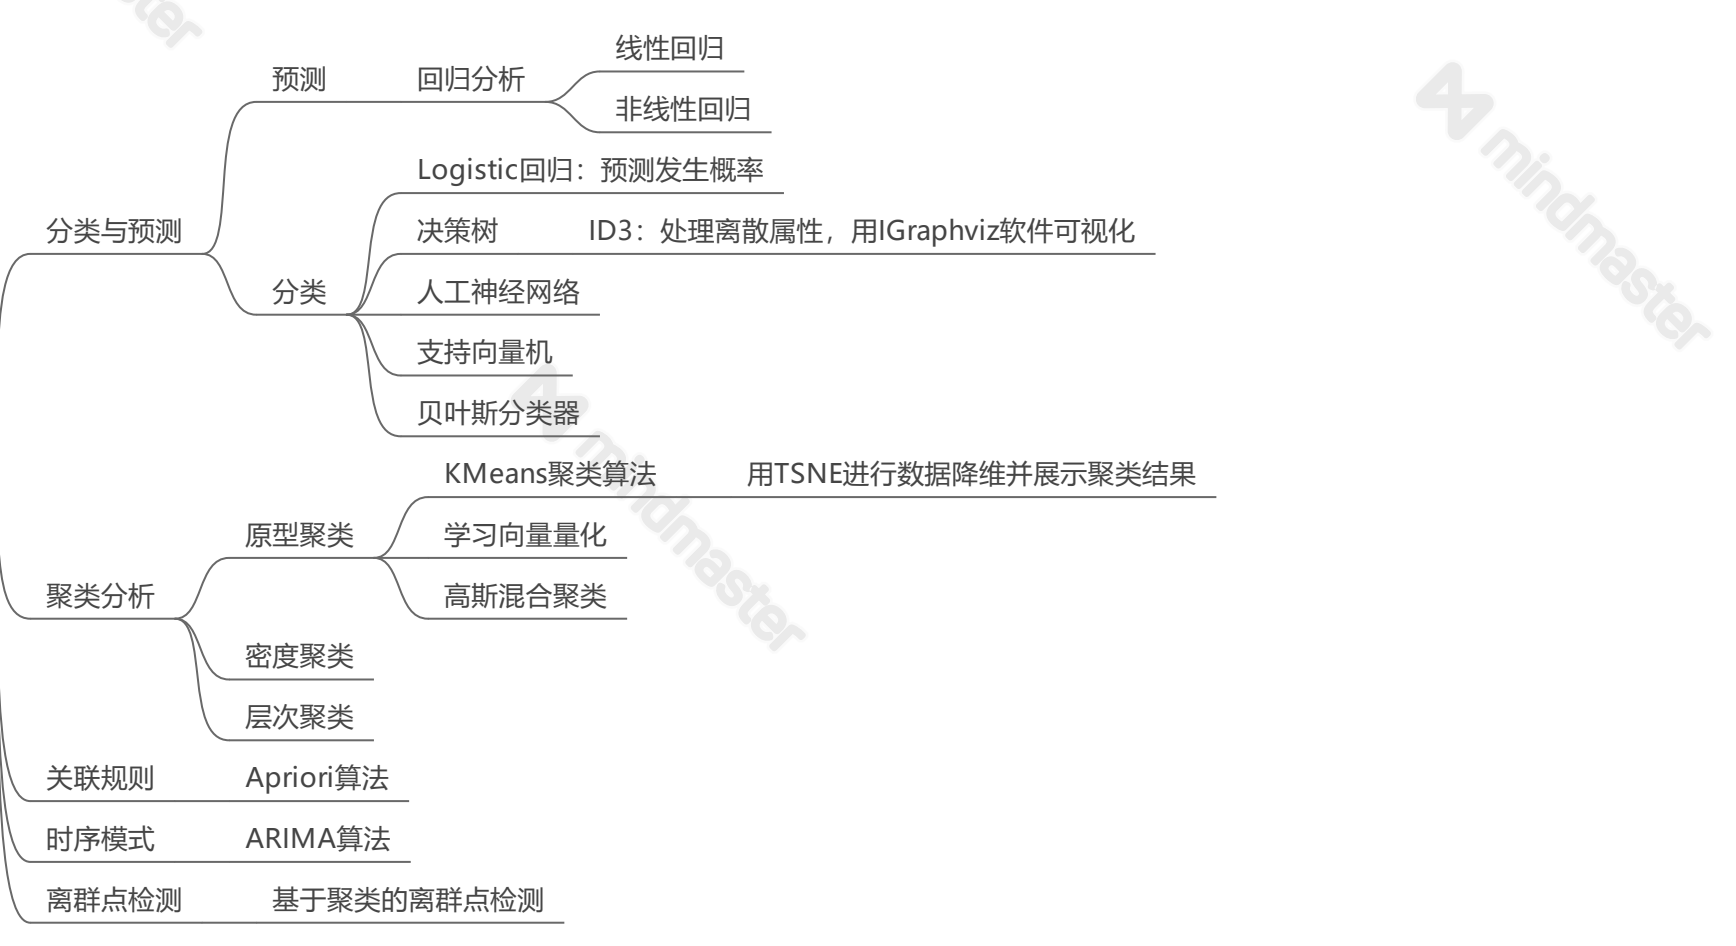 线性回归
预测
回归分析
非线性回归
Logistic回归：预测发生概率
分类与预测
决策树
ID3：处理离散属性，用IGraphviz软件可视化
分类
人工神经网络
支持向量机
贝叶斯分类器
KMeans聚类算法
用TSNE进行数据降维并展示聚类结果
原型聚类
学习向量量化
聚类分析
高斯混合聚类
密度聚类
层次聚类
关联规则
Apriori算法
时序模式
ARIMA算法
离群点检测
基于聚类的离群点检测
mindmaster
mindmaster